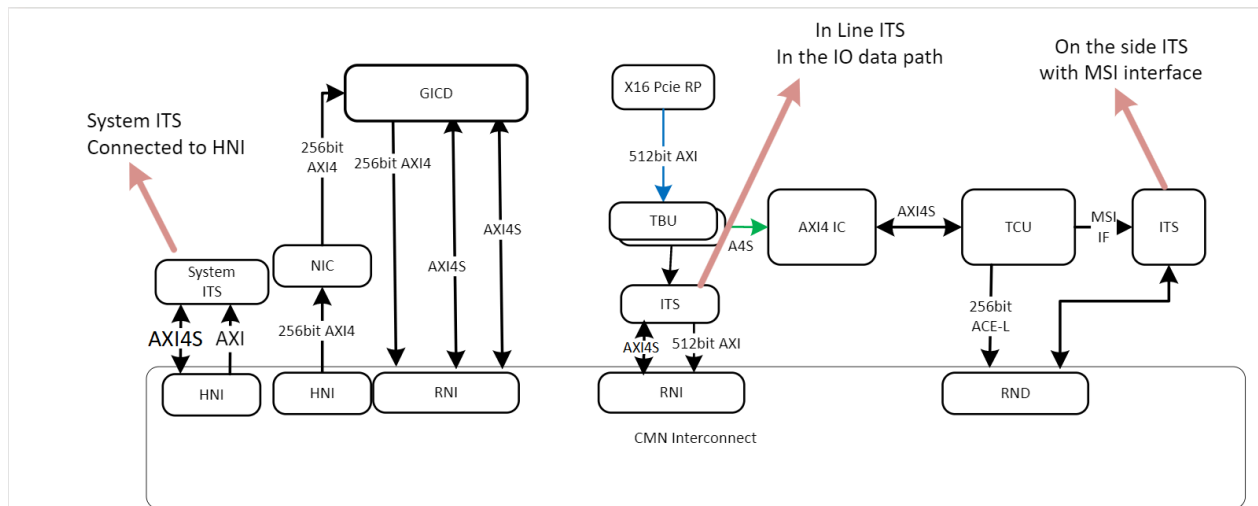 In Line ITS
In the IO data path
On the side ITS
with MSI interface
System ITS
Connected to HNI
GICD
X16 Pcie RP
256bit
AXI4
256bit AXI4
AXI4S
AXI4S
512bit AXI
TBU
A4S
AXI4 IC
AXI4S
TCU
MSI
IF
ITS
NIC
System
ITS
ITS
AXI4S
AXI
256bit AXI4
AXI4S
512bit AXI
256bit
ACE-L
HNI
HNI
RNI
RNI
RND
CMN Interconnect